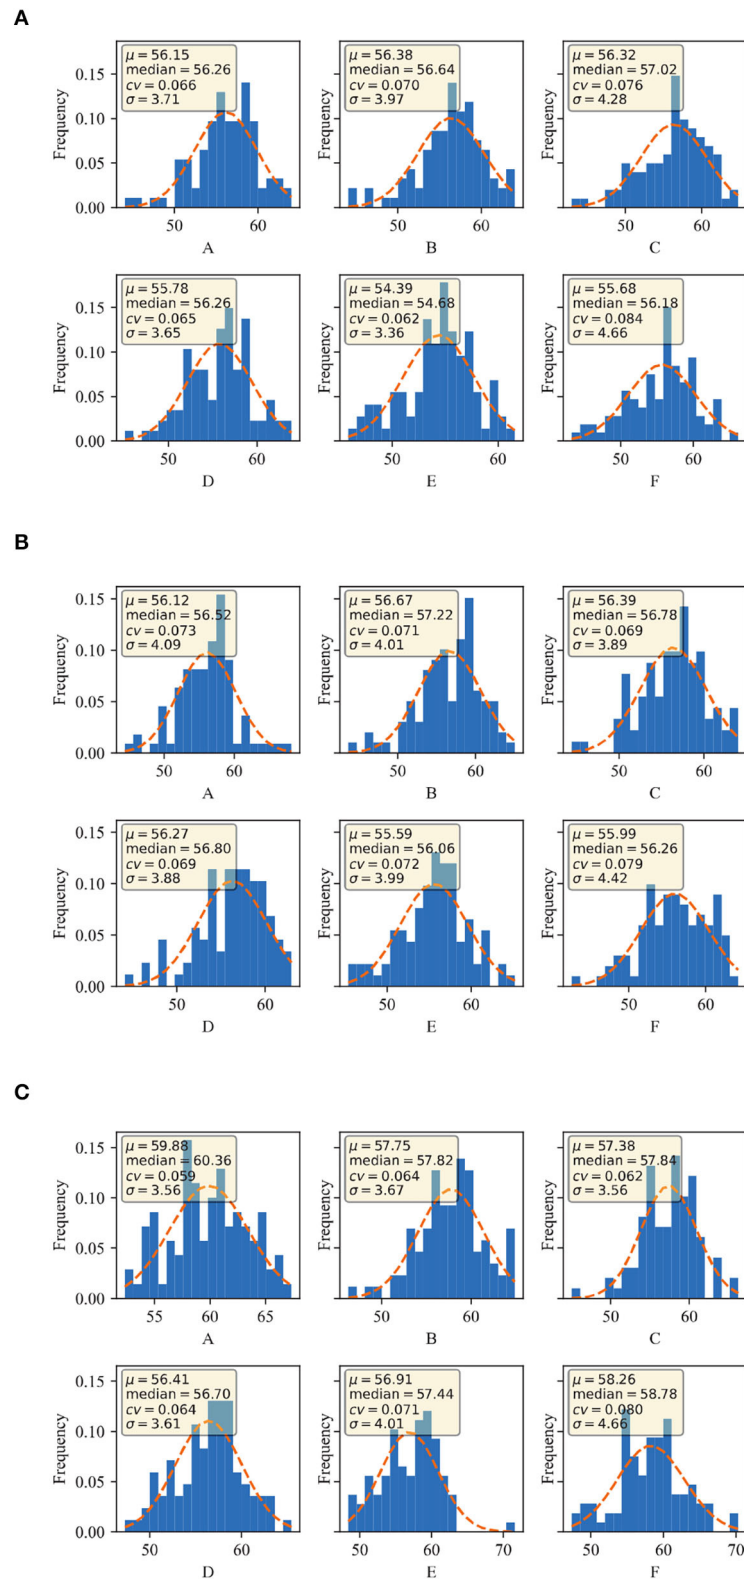 A
μ = 56.15
median = 56.26
cv = 0.066
σ = 3.71
Frequency
0.15
0.10
0.05
0.00
50 60
A
μ = 56.38
median = 56.64
cv = 0.070
σ = 3.97
50 60
B
μ = 56.32
median = 57.02
cv = 0.076
σ = 4.28
50 60
C
μ = 55.78
median = 56.26
cv = 0.065
σ = 3.65
Frequency
0.15
0.10
0.05
0.00
50 60
D
μ = 54.39
median = 54.68
cv = 0.062
σ = 3.36
50 60
E
μ = 55.68
median = 56.18
cv = 0.084
σ = 4.66
50 60
F
B
μ = 56.12
median = 56.52
cv = 0.073
σ = 4.09
Frequency
0.15
0.10
0.05
0.00
50 60
A
μ = 56.67
median = 57.22
cv = 0.071
σ = 4.01
50 60
B
μ = 56.39
median = 56.78
cv = 0.069
σ = 3.89
50 60
C
μ = 56.27
median = 56.80
cv = 0.069
σ = 3.88
Frequency
0.15
0.10
0.05
0.00
50 60
D
μ = 55.59
median = 56.06
cv = 0.072
σ = 3.99
50 60
E
μ = 55.99
median = 56.26
cv = 0.079
σ = 4.42
50 60
F
C
μ = 59.88
median = 60.36
cv = 0.059
σ = 3.56
Frequency
0.15
0.10
0.05
0.00
55 60 65
A
μ = 57.75
median = 57.82
cv = 0.064
σ = 3.67
50 60
B
μ = 57.38
median = 57.84
cv = 0.062
σ = 3.56
50 60
C
μ = 56.41
median = 56.70
cv = 0.064
σ = 3.61
Frequency
0.15
0.10
0.05
0.00
50 60
D
μ = 56.91
median = 57.44
cv = 0.071
σ = 4.01
50 60 70
E
μ = 58.26
median = 58.78
cv = 0.080
σ = 4.66
50 60 70
F